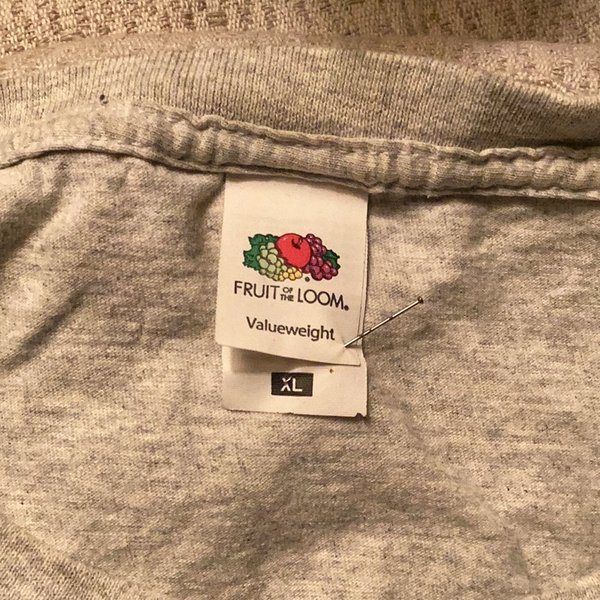 FRUIT OF THE LOOM®
Valueweight
XL